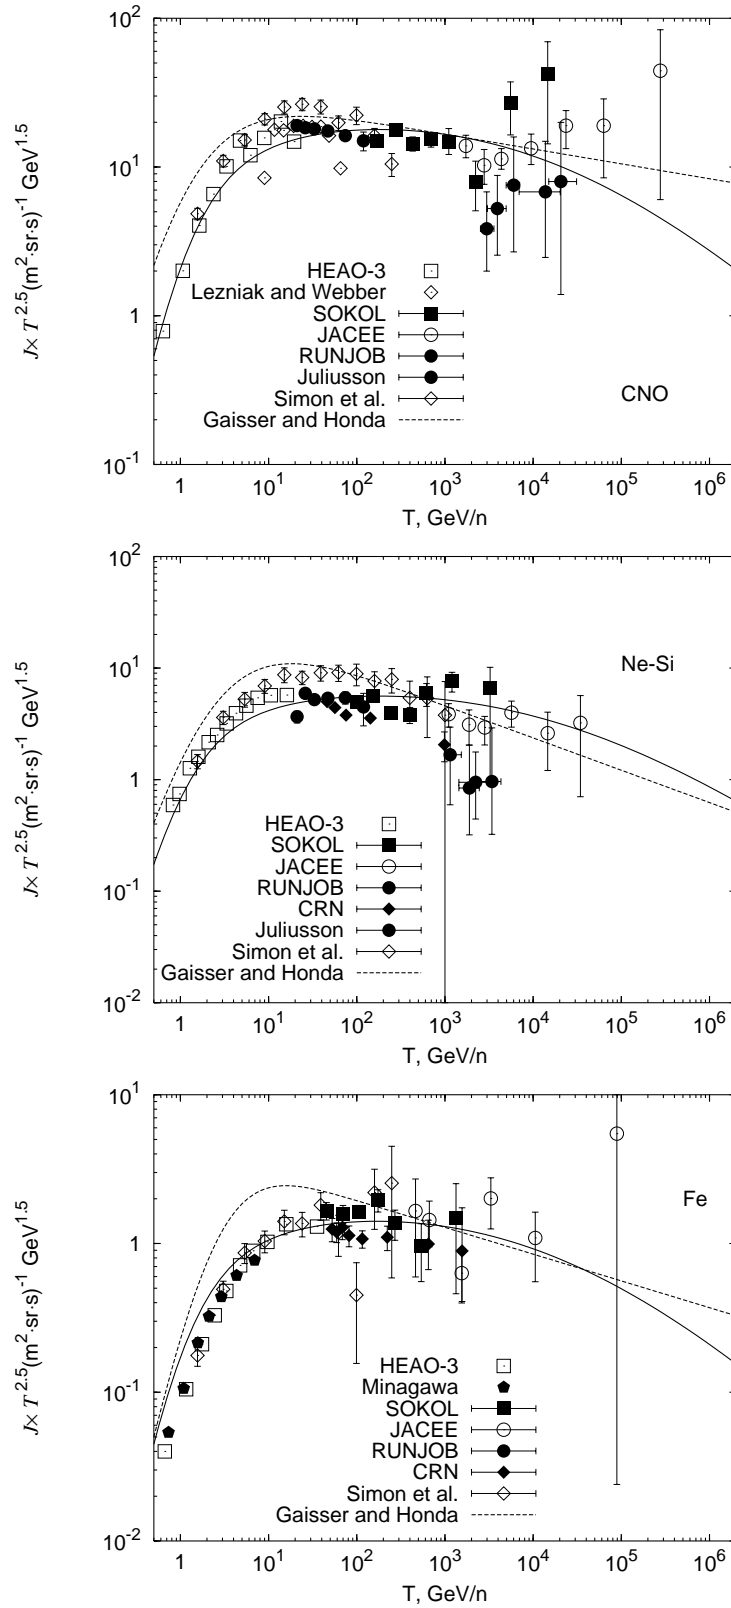 10^2
10
1
10^-1
J× T^2.5(m^2·sr·s)^-1 GeV^1.5
HEAO-3
Lezniak and Webber
SOKOL
JACEE
RUNJOB
Juliusson
Simon et al.
Gaisser and Honda
CNO
1 10^1 10^2 10^3 10^4 10^5 10^6
T, GeV/n
10^2
10^1
1
10^-1
10^-2
J× T^2.5(m^2·sr·s)^-1 GeV^1.5
Ne-Si
HEAO-3
SOKOL
JACEE
RUNJOB
CRN
Juliusson
Simon et al.
Gaisser and Honda
1 10^1 10^2 10^3 10^4 10^5 10^6
T, GeV/n
10^1
1
10^-1
10^-2
J× T^2.5(m^2·sr·s)^-1 GeV^1.5
Fe
HEAO-3
Minagawa
SOKOL
JACEE
RUNJOB
CRN
Simon et al.
Gaisser and Honda
1 10^1 10^2 10^3 10^4 10^5 10^6
T, GeV/n